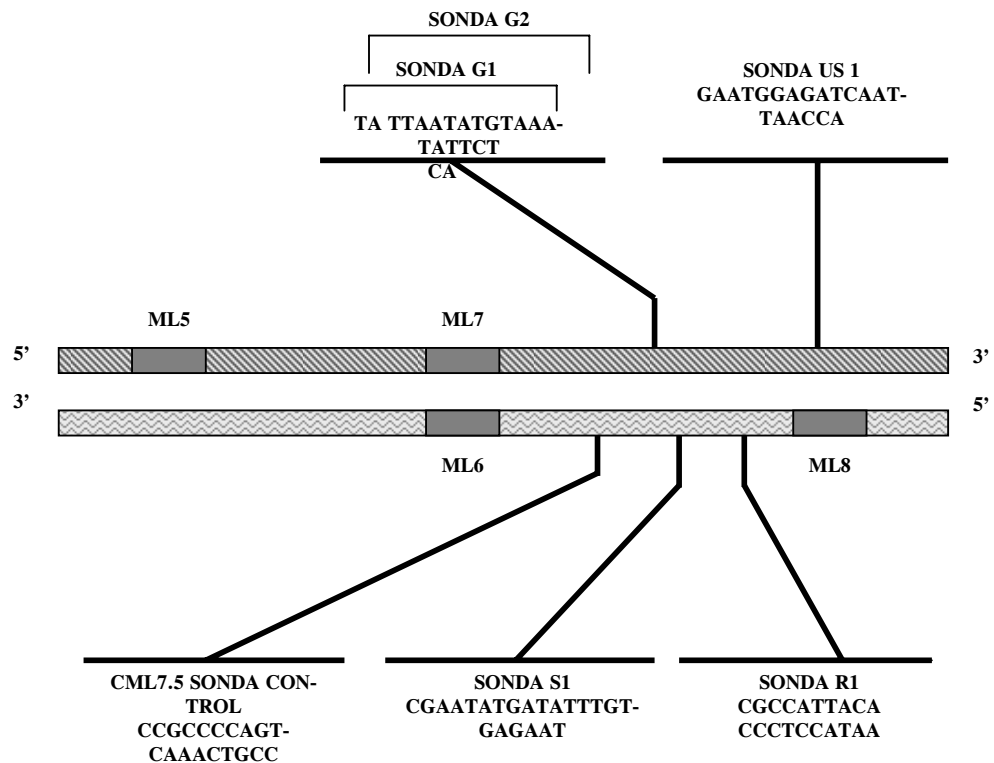 SONDA G2
SONDA G1
TA TTAATATGTAAA-
TATTCT
CA
SONDA US 1
GAATGGAGATCAAT-
TAACCA
ML5
ML7
5’
3’
3’
5’
ML6
ML8
CML7.5 SONDA CON-
TROL
CCGCCCCAGT-
CAAACTGCC
SONDA S1
CGAATATGATATTTGT-
GAGAAT
SONDA R1
CGCCATTACA
CCCTCCATAA